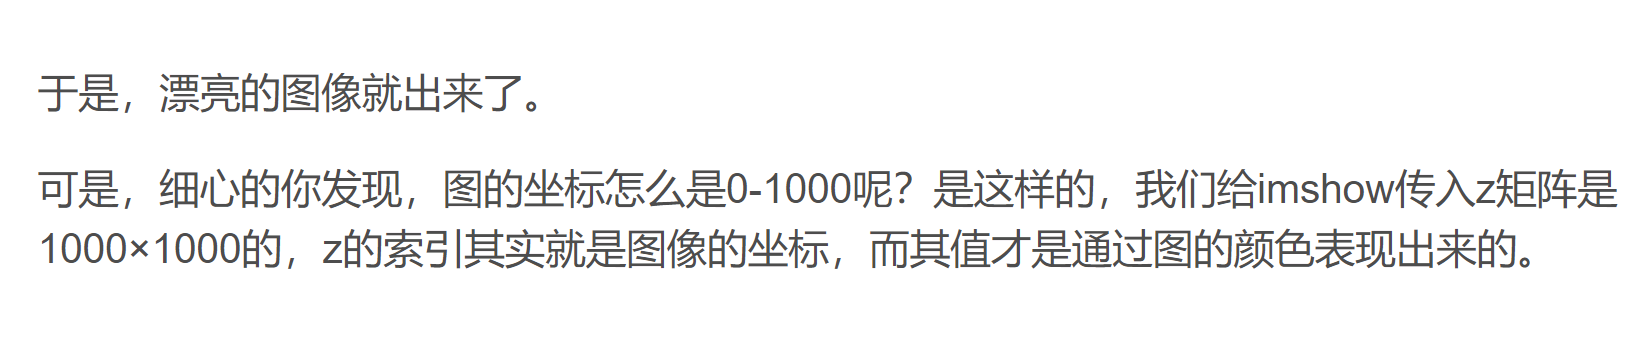 于是，漂亮的图像就出来了。
可是，细心的你发现，图的坐标怎么是0-1000呢？是这样的，我们给imshow传入z矩阵是
1000×1000的，z的索引其实就是图像的坐标，而其值才是通过图的颜色表现出来的。